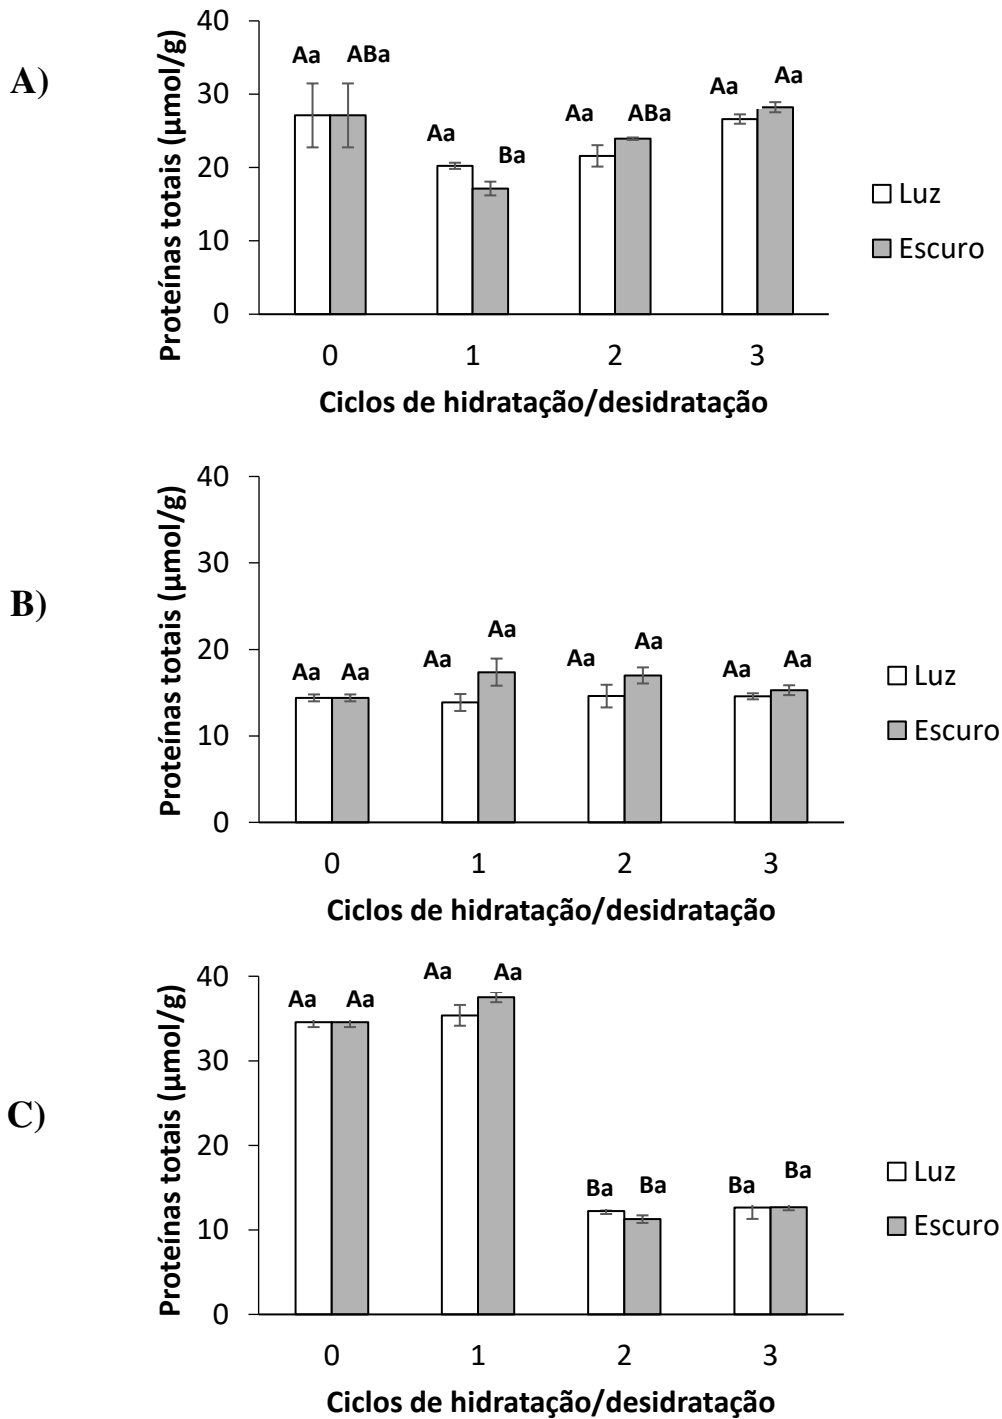 A)
Proteínas totais (µmol/g)
40
30
20
10
0
Aa ABa
Aa Ba
Aa ABa
Aa Aa
0 1 2 3
Ciclos de hidratação/desidratação
Luz
Escuro
B)
Proteínas totais (µmol/g)
40
30
20
10
0
Aa Aa
Aa Aa
Aa Aa
Aa Aa
0 1 2 3
Ciclos de hidratação/desidratação
Luz
Escuro
C)
Proteínas totais (µmol/g)
40
30
20
10
0
Aa Aa
Aa Aa
Ba Ba
Ba Ba
0 1 2 3
Ciclos de hidratação/desidratação
Luz
Escuro